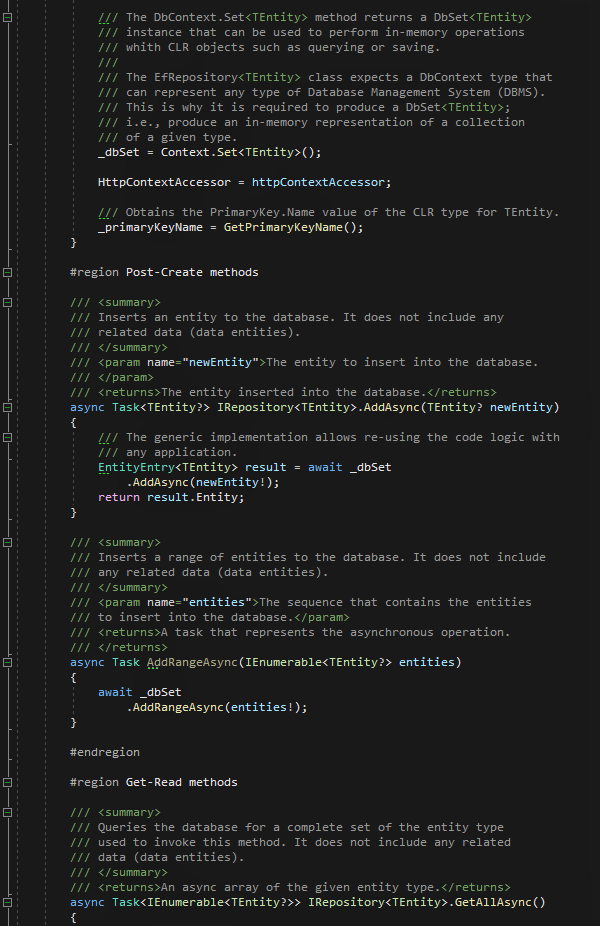 /// The DbContext.Set<TEntity> method returns a DbSet<TEntity>
/// instance that can be used to perform in-memory operations
/// whith CLR objects such as querying or saving.
///
/// The EfRepository<TEntity> class expects a DbContext type that
/// can represent any type of Database Management System (DBMS).
/// This is why it is required to produce a DbSet<TEntity>;
/// i.e., produce an in-memory representation of a collection
/// of a given type.
_dbSet = Context.Set<TEntity>();
HttpContextAccessor = httpContextAccessor;
/// Obtains the PrimaryKey.Name value of the CLR type for TEntity.
_primaryKeyName = GetPrimaryKeyName();
}
#region Post-Create methods
/// <summary>
/// Inserts an entity to the database. It does not include any
/// related data (data entities).
/// </summary>
/// <param name="newEntity">The entity to insert into the database.
/// </param>
/// <returns>The entity inserted into the database.</returns>
async Task<TEntity?> IRepository<TEntity>.AddAsync(TEntity? newEntity)
{
/// The generic implementation allows re-using the code logic with
/// any application.
EntityEntry<TEntity> result = await _dbSet
.AddAsync(newEntity!);
return result.Entity;
}
/// <summary>
/// Inserts a range of entities to the database. It does not include
/// any related data (data entities).
/// </summary>
/// <param name="entities">The sequence that contains the entities
/// to insert into the database.</param>
/// <returns>A task that represents the asynchronous operation.
/// </returns>
async Task AddRangeAsync(IEnumerable<TEntity?> entities)
{
await _dbSet
.AddRangeAsync(entities!);
}
#endregion
#region Get-Read methods
/// <summary>
/// Queries the database for a complete set of the entity type
/// used to invoke this method. It does not include any related
/// data (data entities).
/// </summary>
/// <returns>An async array of the given entity type.</returns>
async Task<IEnumerable<TEntity?>> IRepository<TEntity>.GetAllAsync()
{